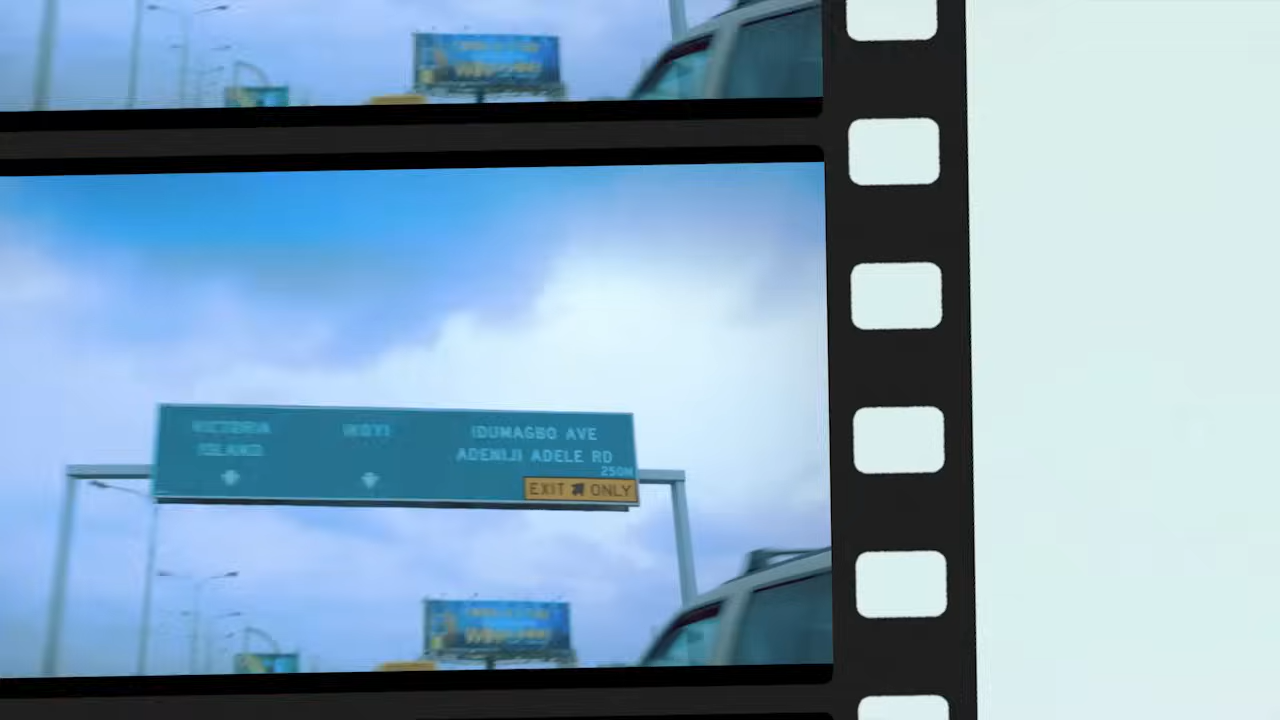 VICTORIA
ISLAND
IKOYI
IDUMAGBO AVE
ADENIJI ADELE RD
250M
EXIT ONLY